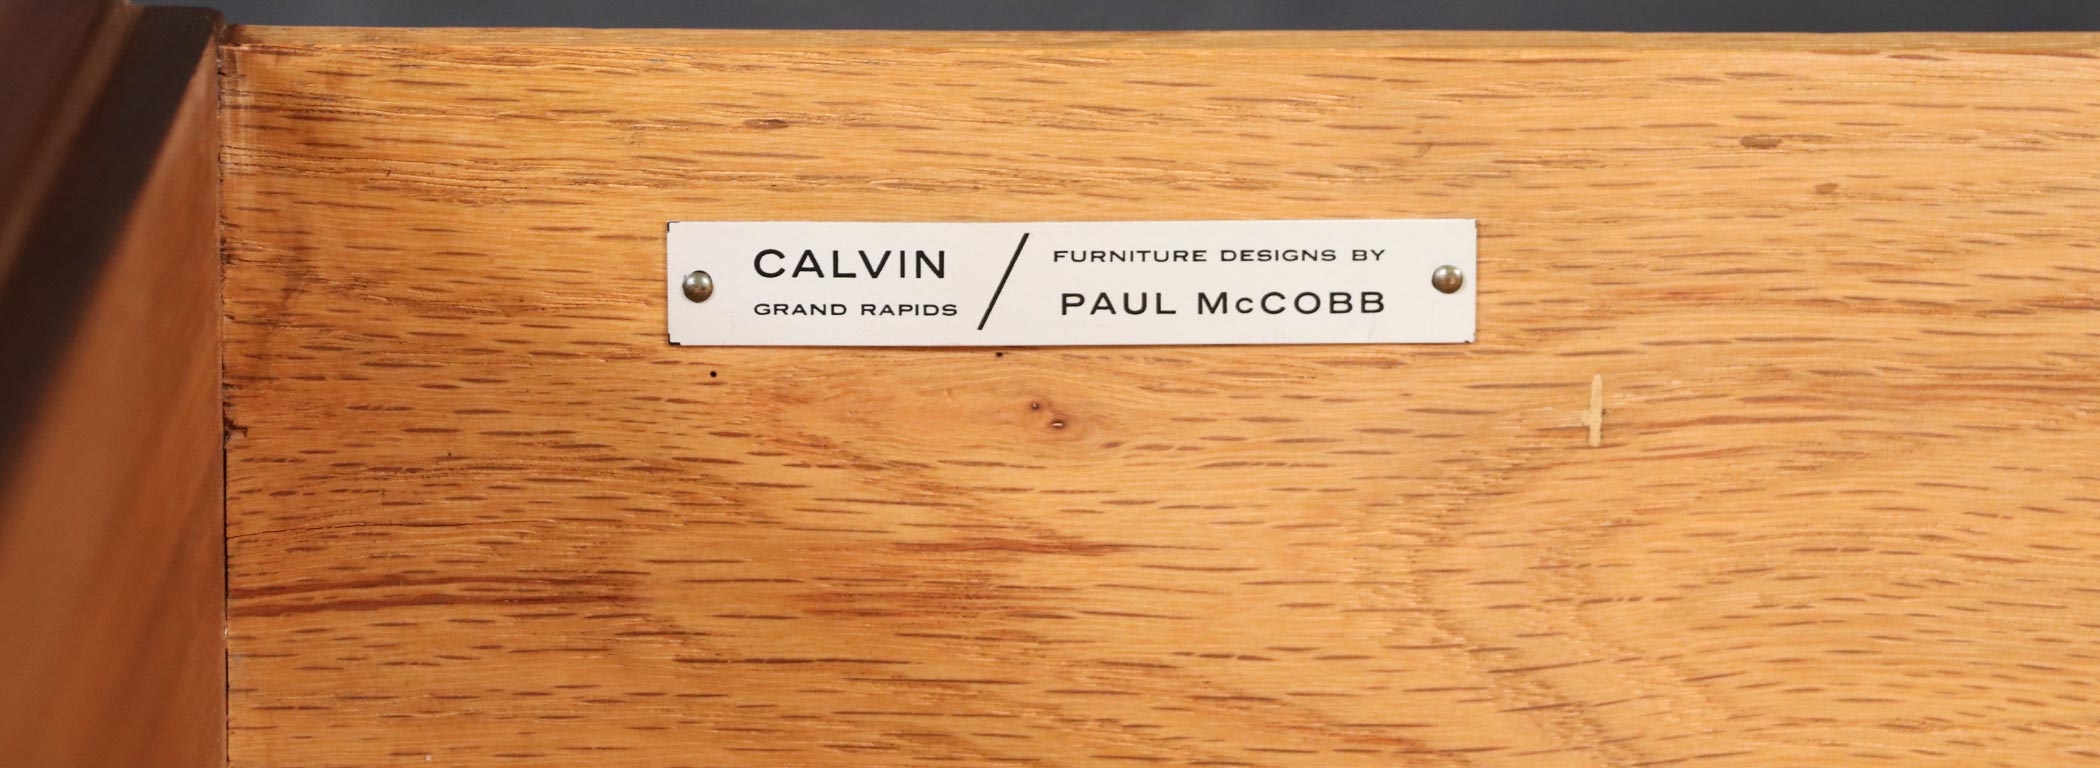 CALVIN
GRAND RAPIDS
/
FURNITURE DESIGNS BY
PAUL McCOBB